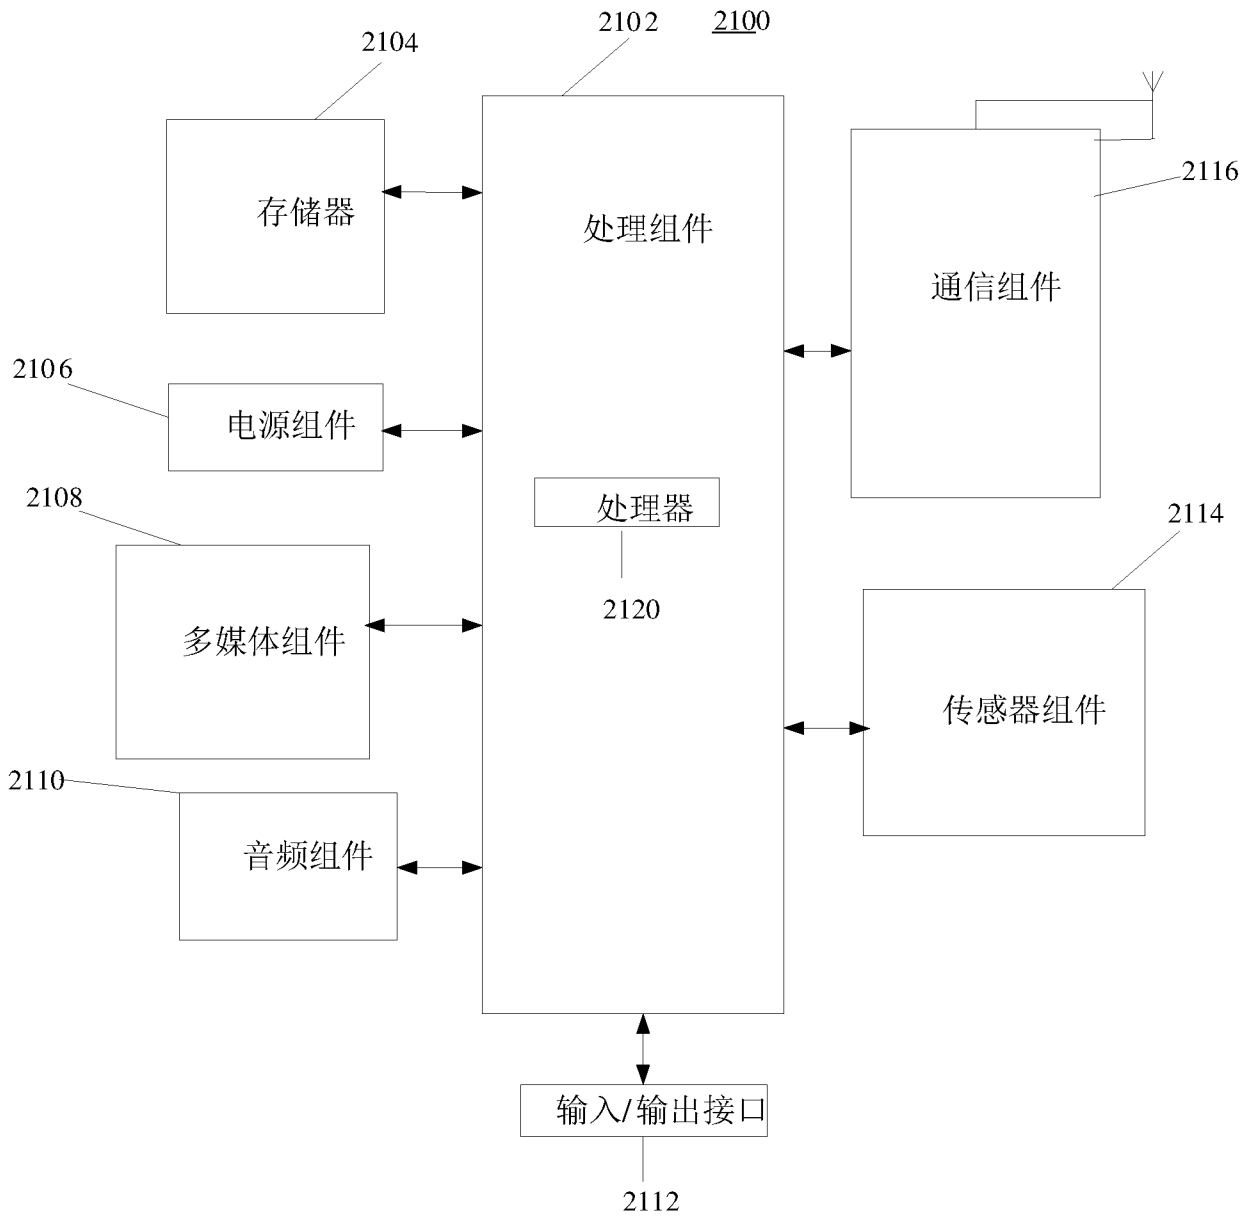 2102
2100
2104
2116
存储器
处理组件
通信组件
2106
电源组件
2108
处理器
2114
2120
多媒体组件
传感器组件
2110
音频组件
输入/输出接口
2112